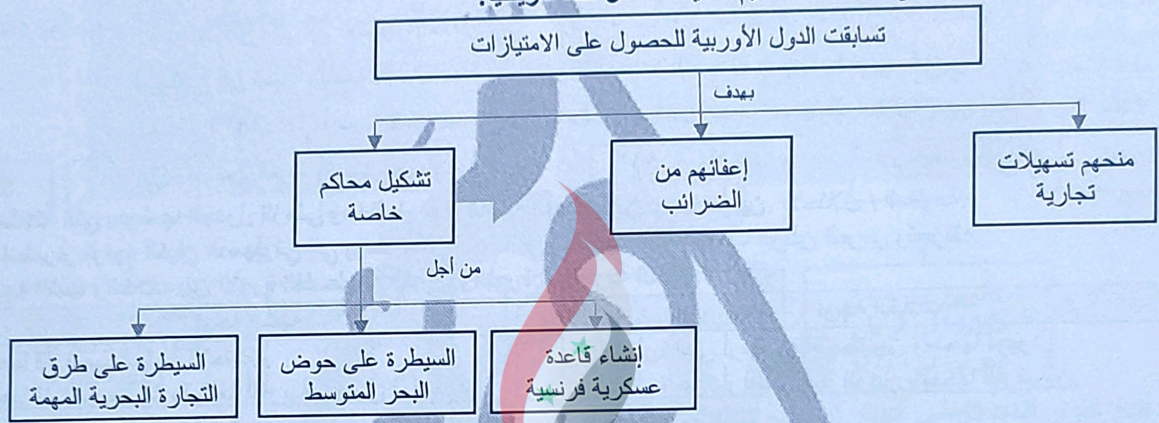 تسابقت الدول الأوربية للحصول على الامتيازات
بهدف
منحهم تسهيلات
تجارية
إعفائهم من
الضرائب
تشكيل محاكم
خاصة
من أجل
إنشاء قاعدة
عسكرية فرنسية
السيطرة على حوض
البحر المتوسط
السيطرة على طرق
التجارة البحرية المهمة